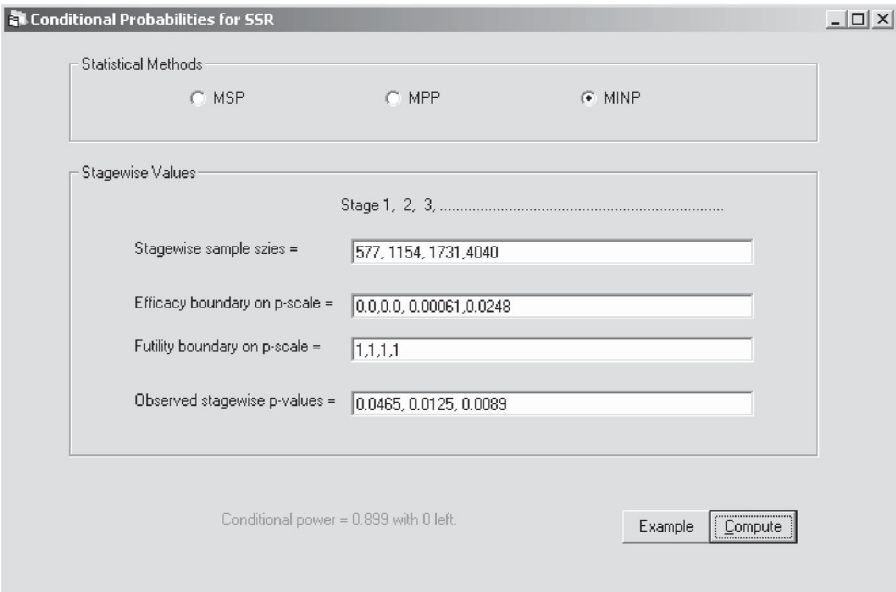 Conditional Probabilities for SSR
Statistical Methods
MSP MPP MINP
Stagewise Values
Stage 1, 2, 3, ........................................................................
Stagewise sample szies = 577, 1154, 1731,4040
Efficacy boundary on p-scale = 0.0,0.0, 0.00061,0.0248
Futility boundary on p-scale = 1,1,1,1
Observed stagewise p-values = 0.0465, 0.0125, 0.0089
Conditional power = 0.899 with 0 left.
Example Compute